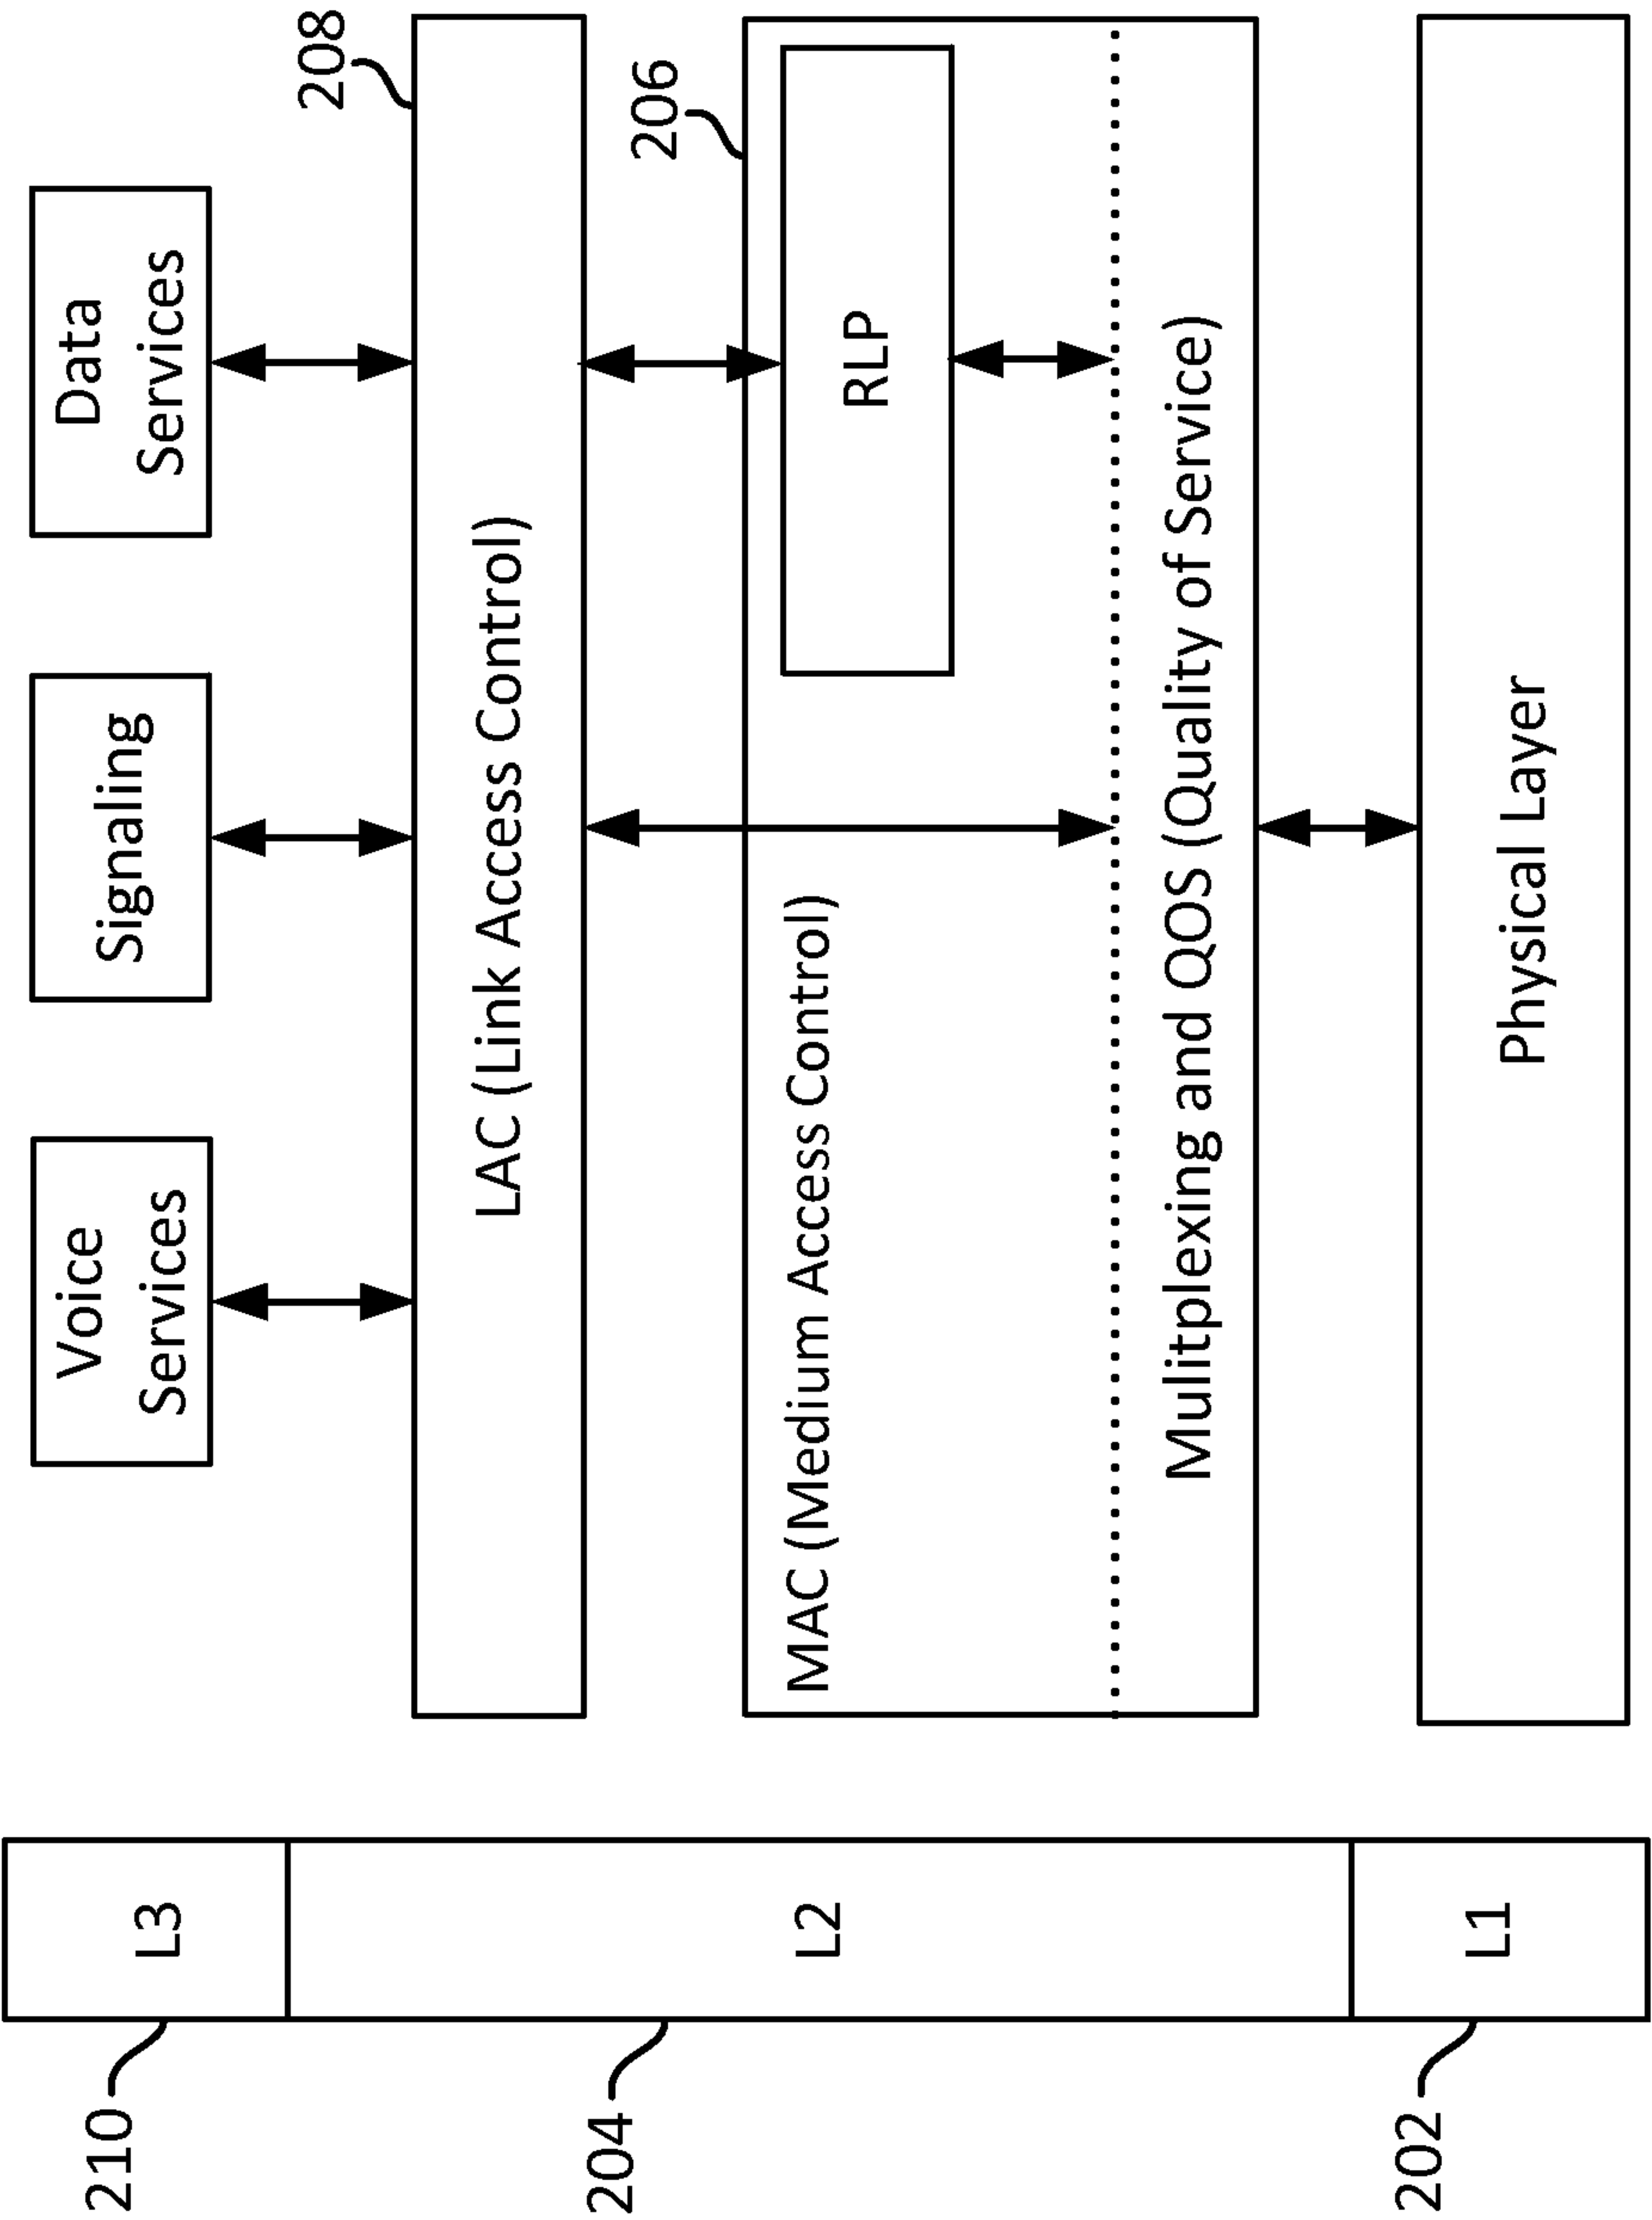 210
L3
Voice
Services
Signaling
Data
Services
208
LAC (Link Access Control)
204
L2
206
MAC (Medium Access Control)
RLP
Mulitplexing and QOS (Quality of Service)
202
L1
Physical Layer